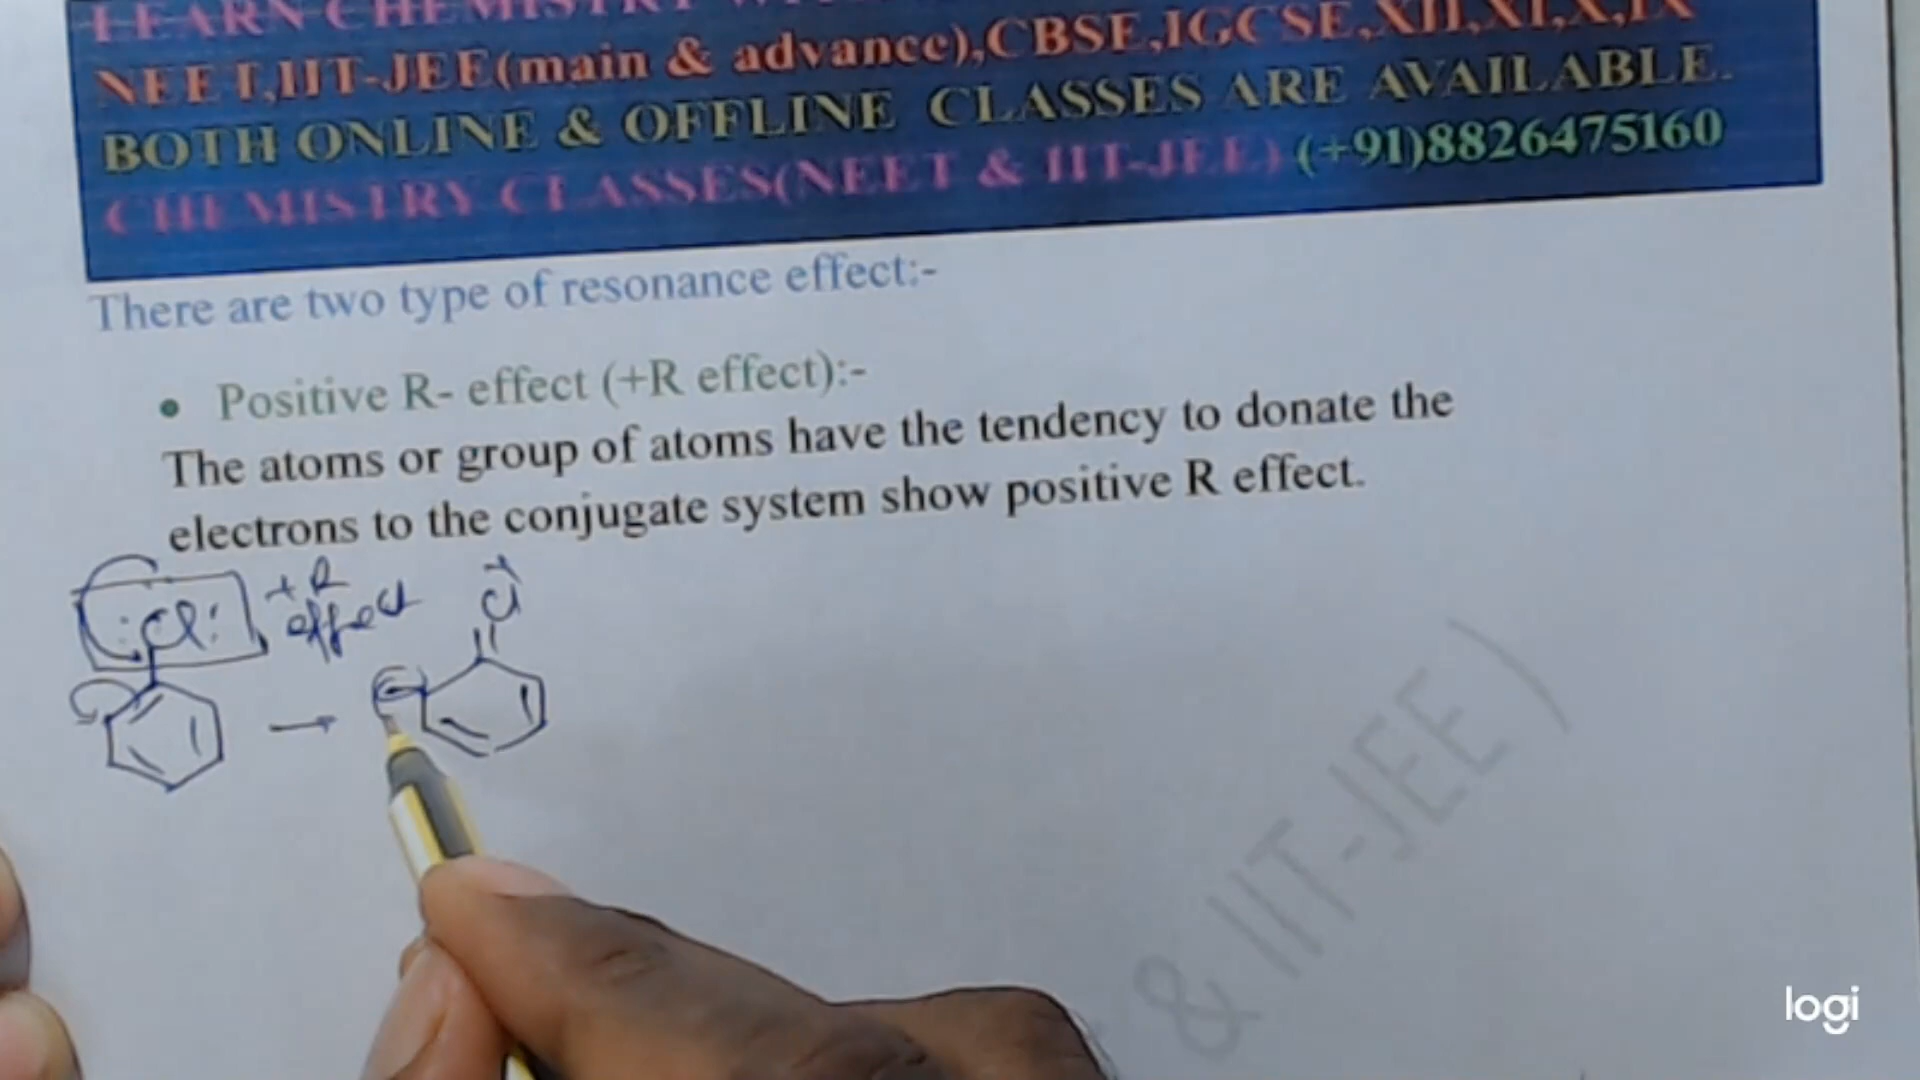 LEARN CHEMISTRY
NEET,IIT-JEE(main & advance),CBSE,IGCSE,XII,XI,X,IX
BOTH ONLINE & OFFLINE CLASSES ARE AVAILABLE.
CHEMISTRY CLASSES(NEET & IIT-JEE) (+91)8826475160
There are two type of resonance effect:-
• Positive R- effect (+R effect):-
The atoms or group of atoms have the tendency to donate the
electrons to the conjugate system show positive R effect.
:Cl: +R effect
Cl+
& IIT-JEE )
logi